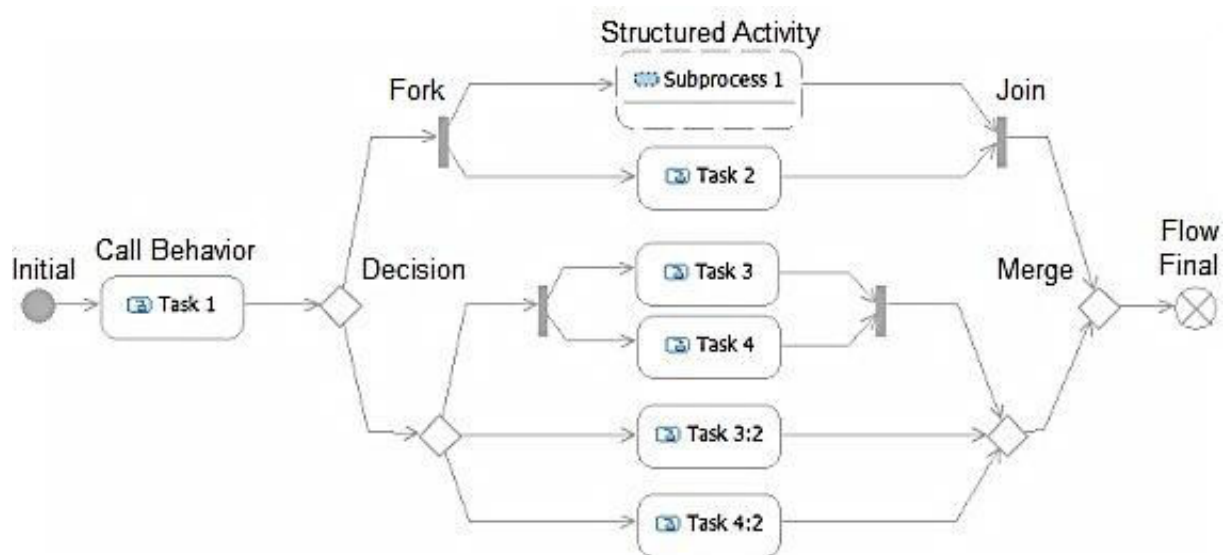 Structured Activity
Subprocess 1
Fork
Join
Task 2
Call Behavior
Initial
Task 1
Decision
Task 3
Task 4
Merge
Flow
Final
Task 3:2
Task 4:2